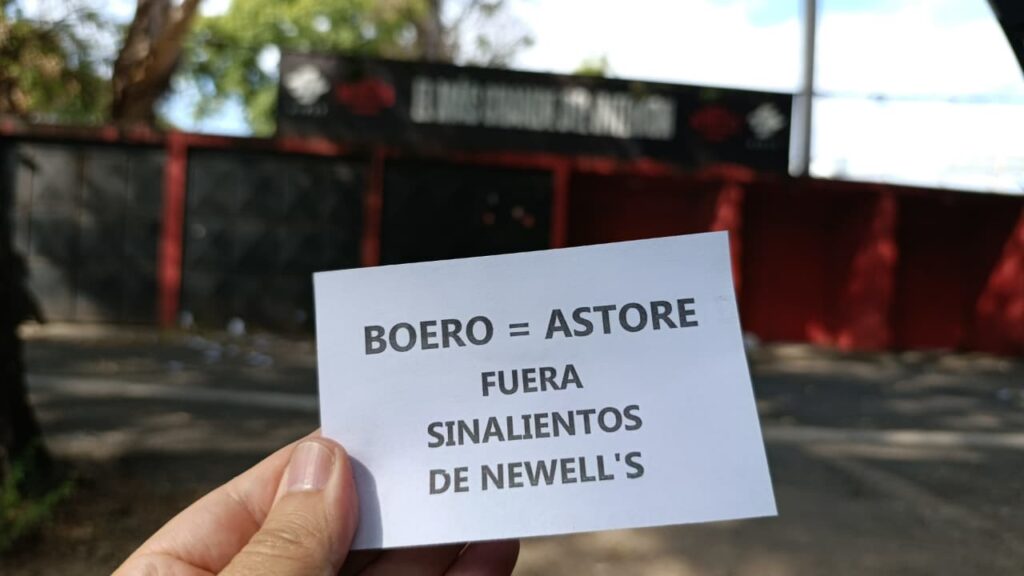 BOERO = ASTORE
FUERA
SINALIENTOS
DE NEWELL'S